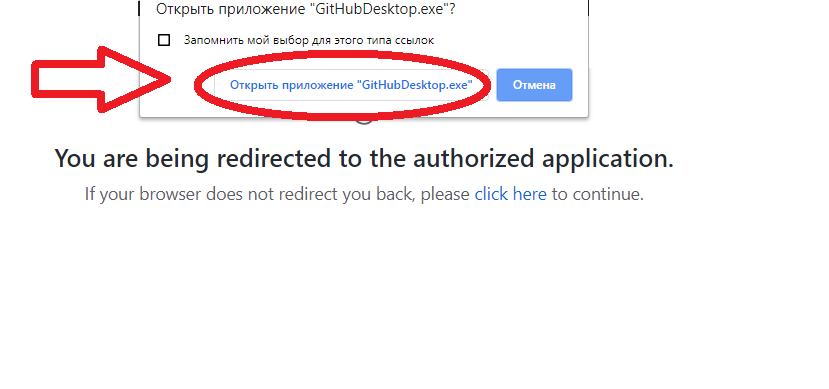 Открыть приложение "GitHubDesktop.exe"?
Запомнить мой выбор для этого типа ссылок
Открыть приложение "GitHubDesktop.exe"
Отмена
You are being redirected to the authorized application.
If your browser does not redirect you back, please click here to continue.